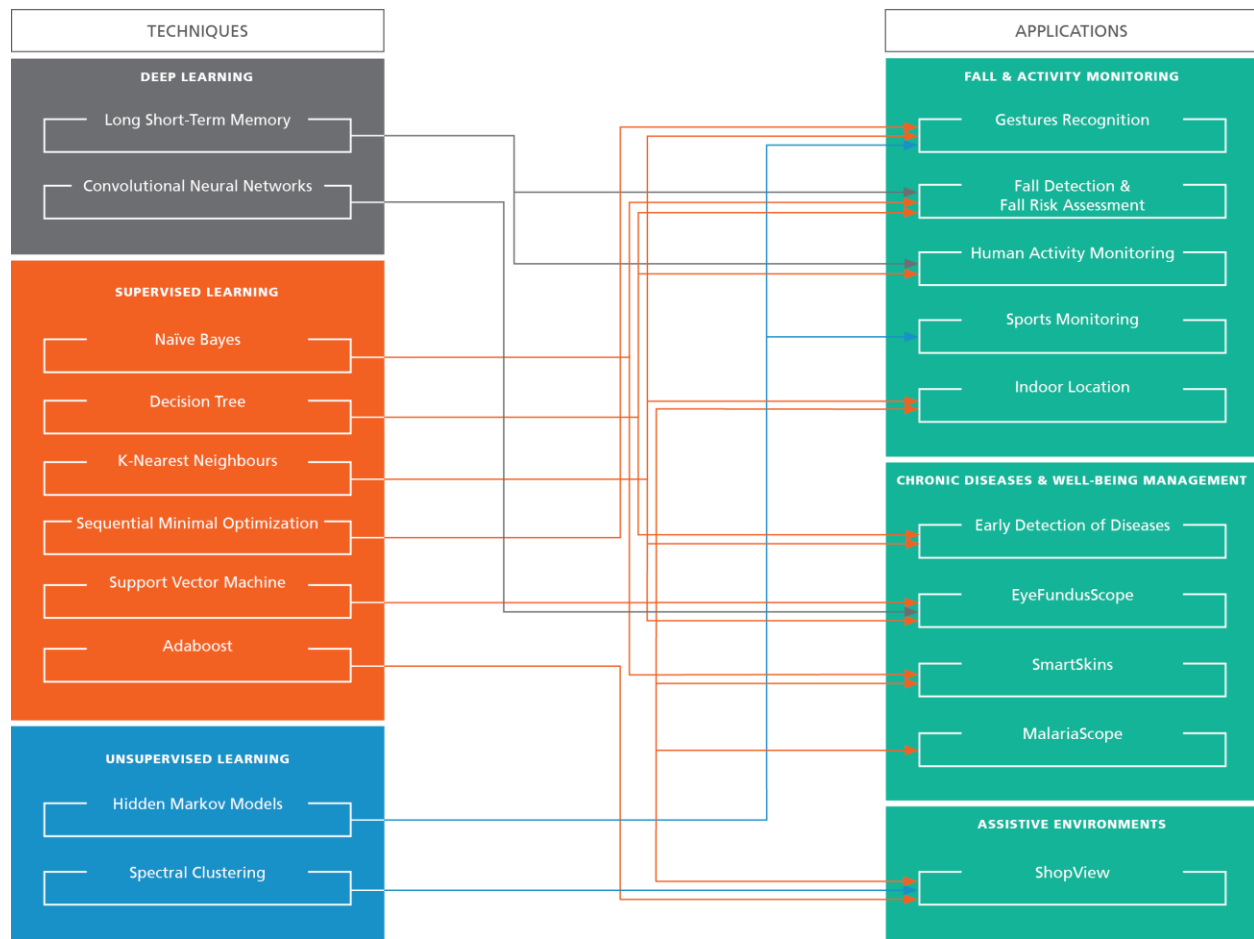 TECHNIQUES
DEEP LEARNING
Long Short-Term Memory
Convolutional Neural Networks
SUPERVISED LEARNING
Naïve Bayes
Decision Tree
K-Nearest Neighbours
Sequential Minimal Optimization
Support Vector Machine
Adaboost
UNSUPERVISED LEARNING
Hidden Markov Models
Spectral Clustering
APPLICATIONS
FALL & ACTIVITY MONITORING
Gestures Recognition
Fall Detection &
Fall Risk Assessment
Human Activity Monitoring
Sports Monitoring
Indoor Location
CHRONIC DISEASES & WELL-BEING MANAGEMENT
Early Detection of Diseases
EyeFundusScope
SmartSkins
MalariaScope
ASSISTIVE ENVIRONMENTS
ShopView